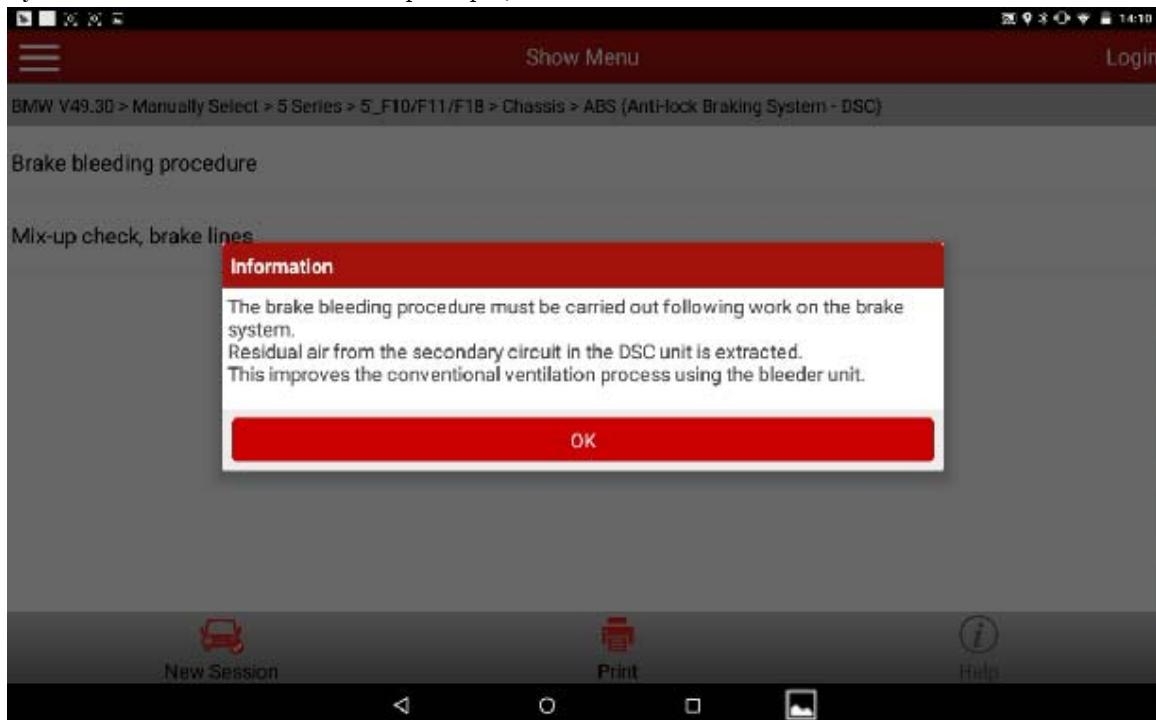 14:10
Show Menu
Login
BMW V49.30 > Manually Select > 5 Series > 5'_F10/F11/F18 > Chassis > ABS (Anti-lock Braking System - DSC)
Brake bleeding procedure
Mix-up check, brake lines
Information
The brake bleeding procedure must be carried out following work on the brake
system.
Residual air from the secondary circuit in the DSC unit is extracted.
This improves the conventional ventilation process using the bleeder unit.
OK
New Session
Print
Help